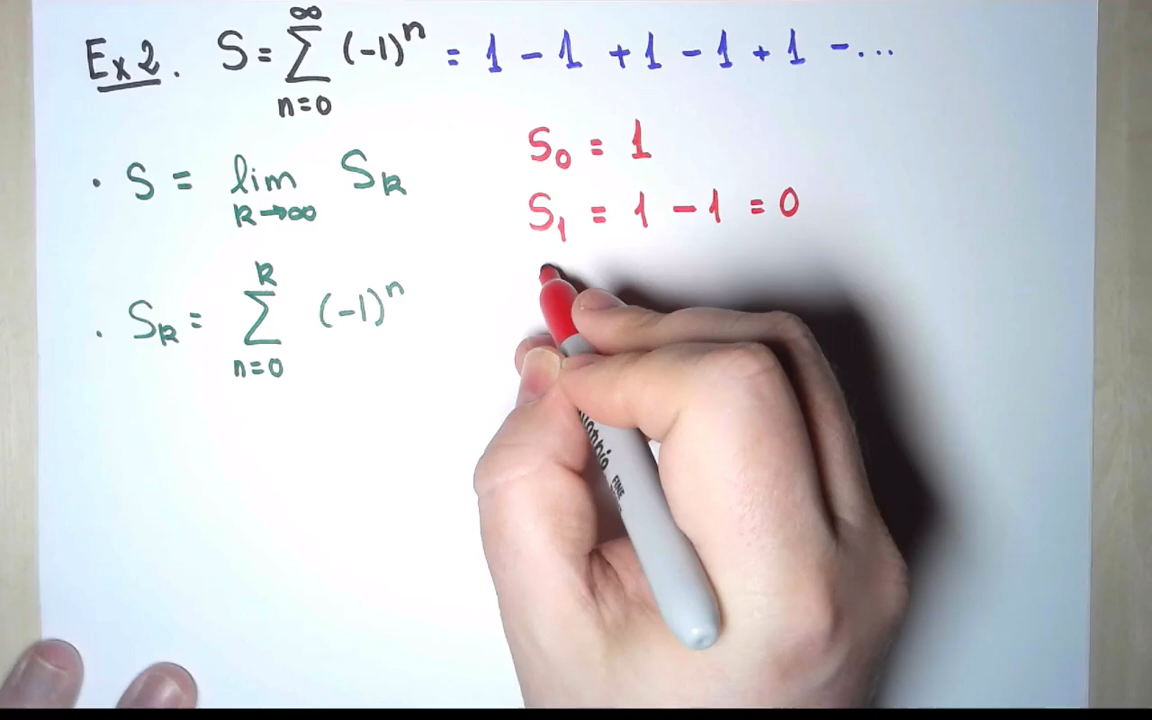 Ex 2. S = ∑_{n=0}^{∞} (-1)^n = 1 - 1 + 1 - 1 + 1 - ...
• S = lim_{k→∞} S_k
S_0 = 1
S_1 = 1 - 1 = 0
• S_k = ∑_{n=0}^{k} (-1)^n
FINE